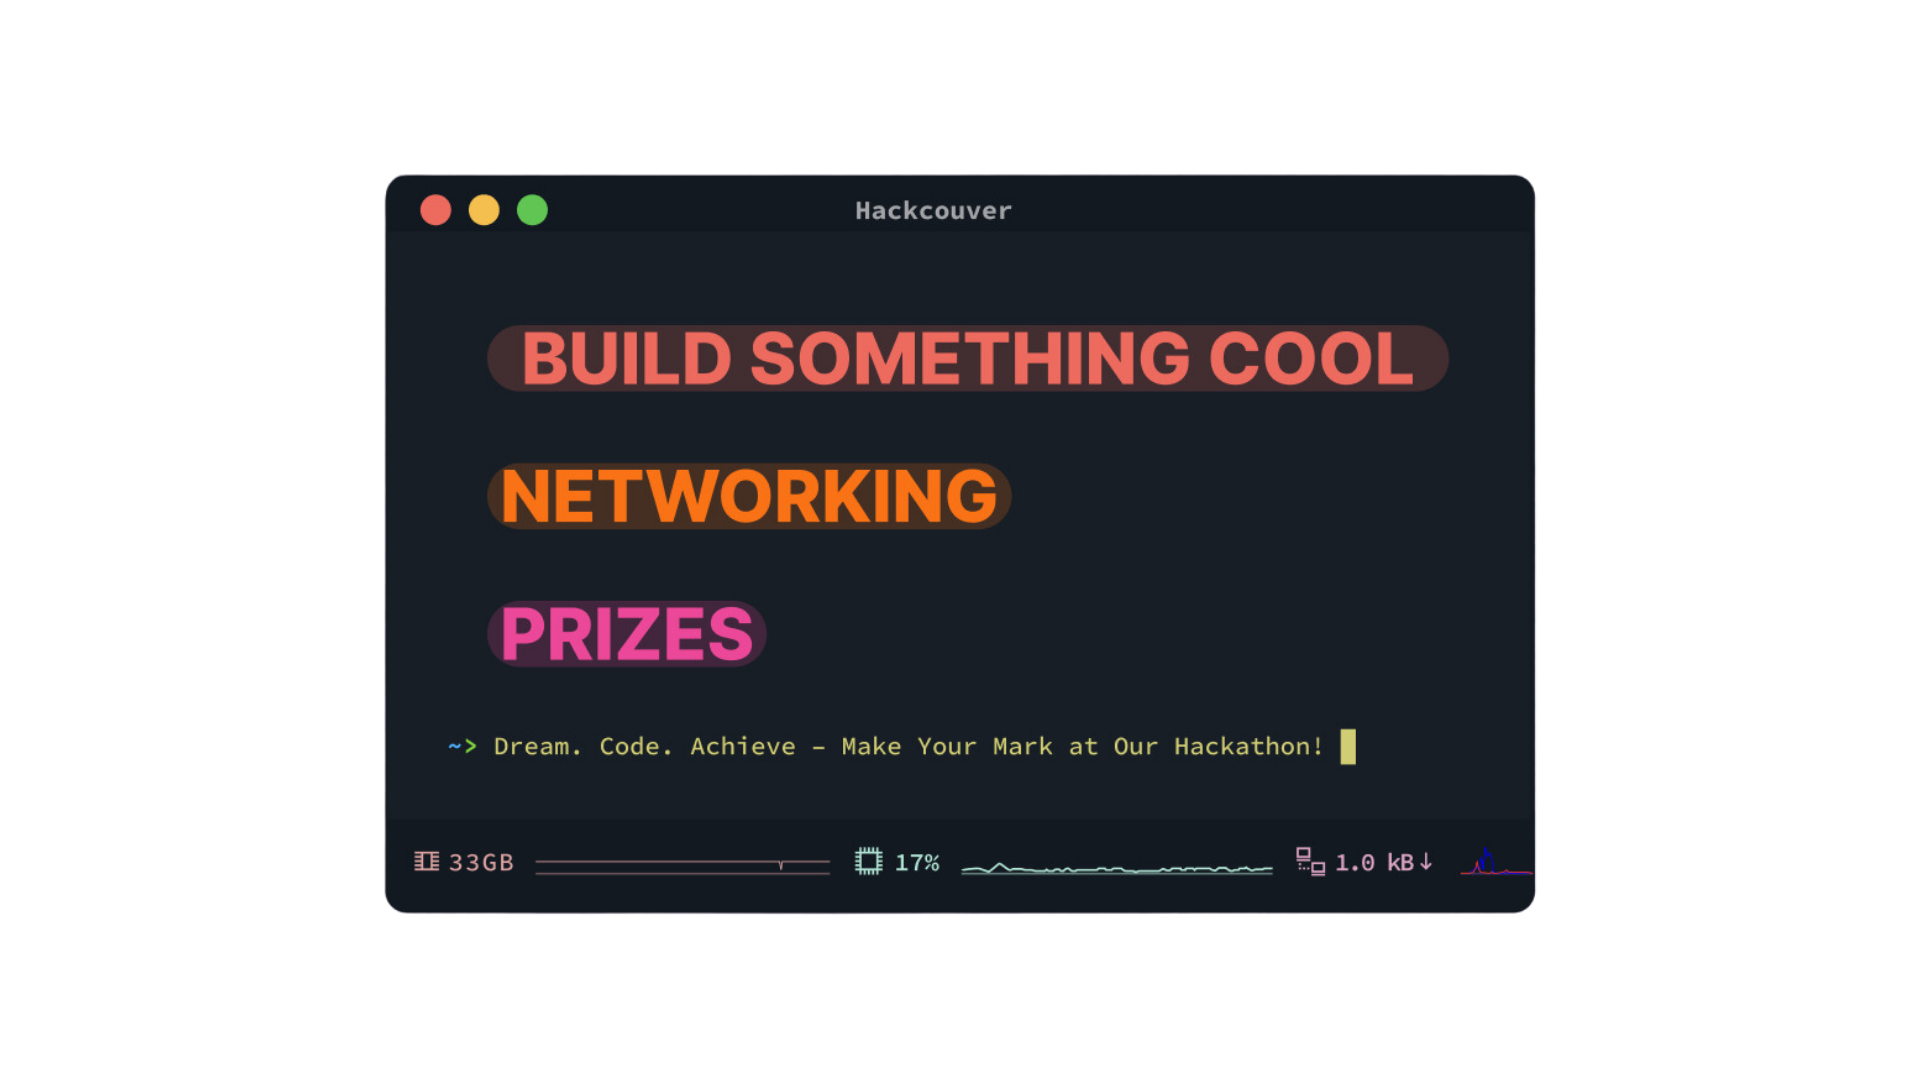 Hackcouver
BUILD SOMETHING COOL
NETWORKING
PRIZES
~> Dream. Code. Achieve – Make Your Mark at Our Hackathon!
33GB 17% 1.0 kB↓